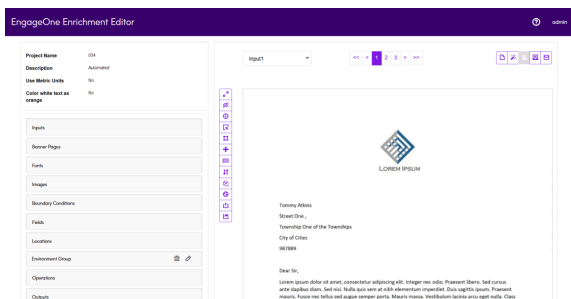 EngageOne Enrichment Editor
admin
Project Name 034
Description Automated
Use Metric Units No
Color white text as orange No
Inputs
Banner Pages
Fonts
Images
Boundary Conditions
Fields
Locations
Environment Group
Operations
Outputs
Input1
<< < 1 2 3 > >>
LOREM IPSUM
Tommy Atkins
Street One ,
Township One of the Townships
City of Cities
987889
Dear Sir,
Lorem ipsum dolor sit amet, consectetur adipiscing elit. Integer nec odio. Praesent libero. Sed cursus
ante dapibus diam. Sed nisi. Nulla quis sem at nibh elementum imperdiet. Duis sagittis ipsum. Praesent
mauris. Fusce nec tellus sed augue semper porta. Mauris massa. Vestibulum lacinia arcu eget nulla. Class